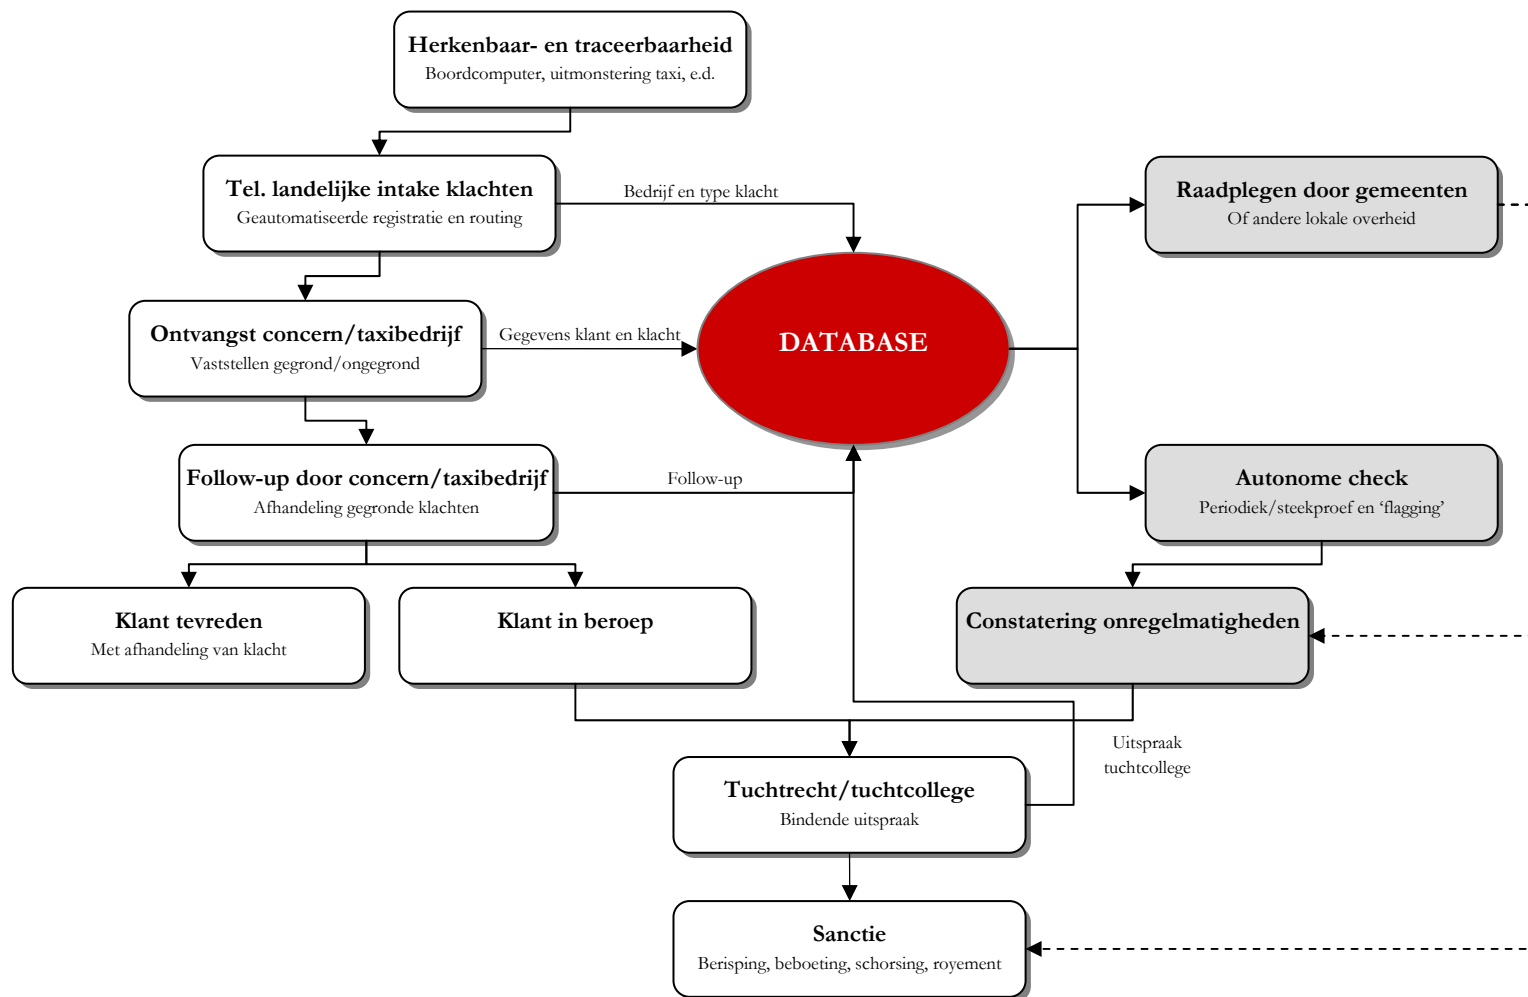 Herkenbaar- en traceerbaarheid
Boordcomputer, uitmonstering taxi, e.d.
Tel. landelijke intake klachten
Geautomatiseerde registratie en routing
Bedrijf en type klacht
Raadplegen door gemeenten
Of andere lokale overheid
Ontvangst concern/taxibedrijf
Vaststellen gegrond/ongegrond
Gegevens klant en klacht
DATABASE
Follow-up door concern/taxibedrijf
Afhandeling gegronde klachten
Follow-up
Autonome check
Periodiek/steekproef en ‘flagging’
Klant tevreden
Met afhandeling van klacht
Klant in beroep
Constatering onregelmatigheden
Uitspraak
tuchtcollege
Tuchtrecht/tuchtcollege
Bindende uitspraak
Sanctie
Berisping, beboeting, schorsing, royement